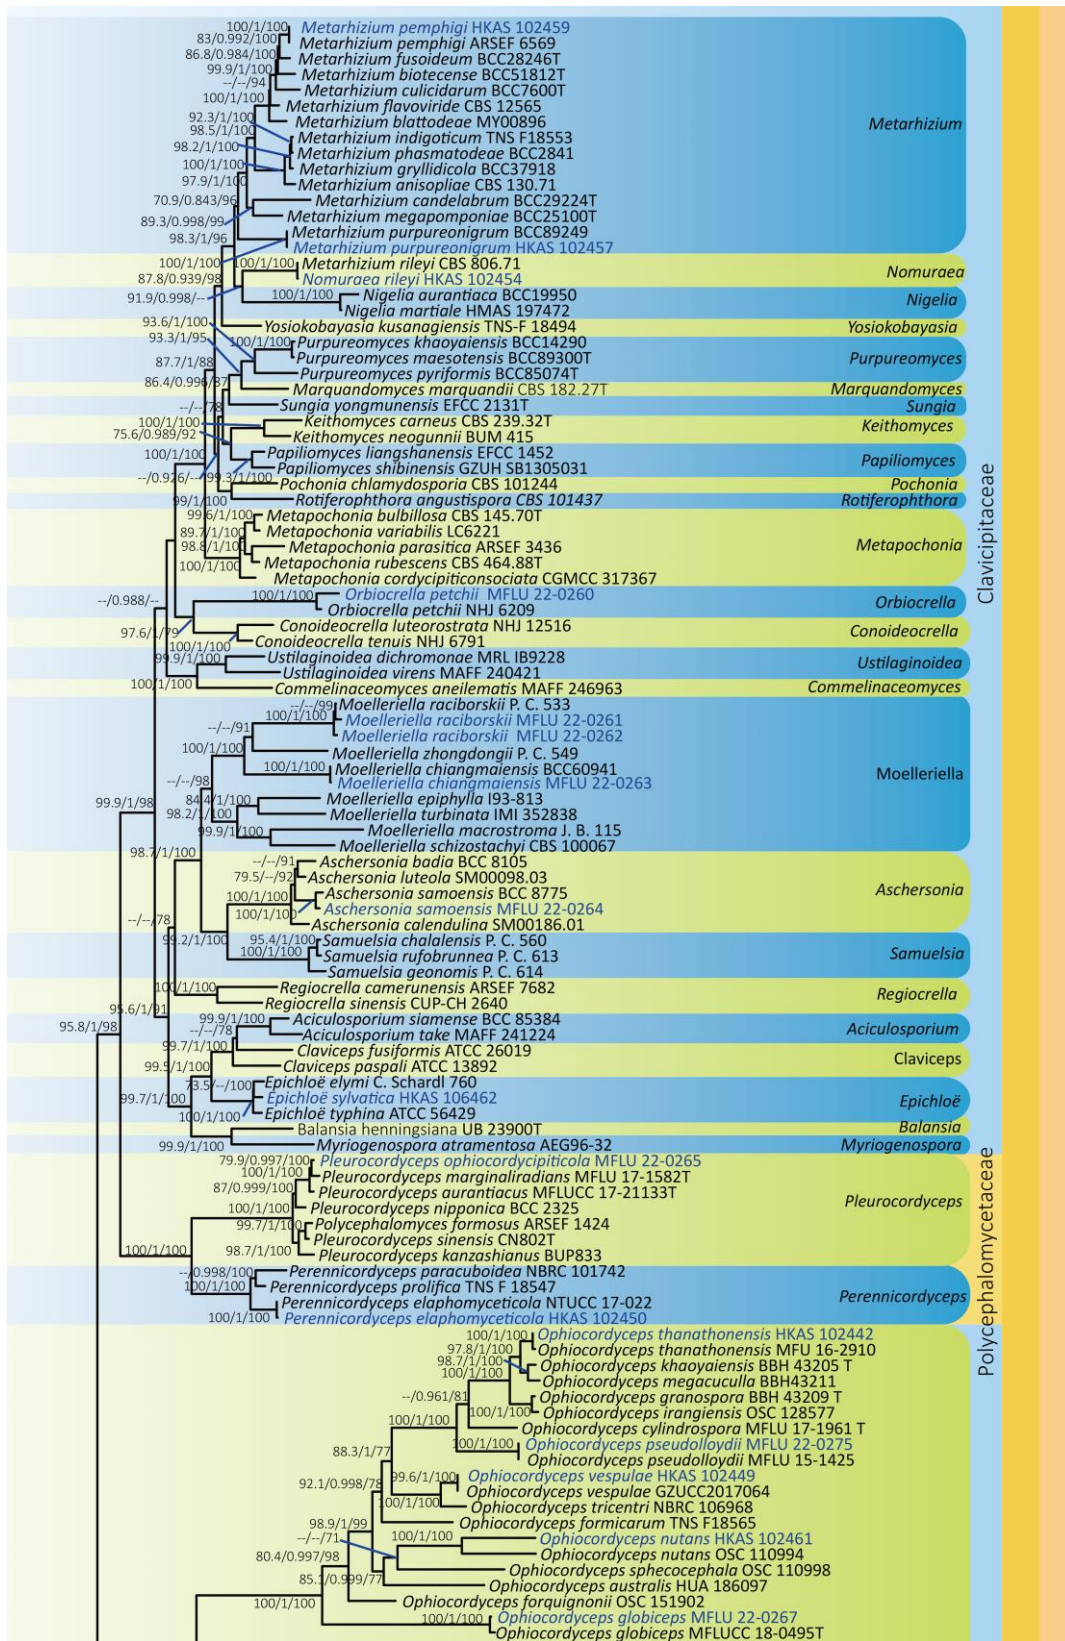 100/1/100 Metarhizium pemphigi HKAS 102459
83/0.992/100 Metarhizium pemphigi ARSEF 6569
86.8/0.984/100 Metarhizium fusoideum BCC28246T
99.9/1/100 Metarhizium biotecense BCC51812T
--/--/94 Metarhizium culicidarum BCC7600T
100/1/100 Metarhizium flavoviride CBS 12565
92.3/1/100 Metarhizium blattodeae MY00896
Metarhizium
98.5/1/100 Metarhizium indigoticum TNS F18553
98.2/1/100 Metarhizium phasmatodeae BCC2841
100/1/100 Metarhizium gryllidicola BCC37918
97.9/1/100 Metarhizium anisopliae CBS 130.71
70.9/0.843/96 Metarhizium candelabrum BCC29224T
89.3/0.998/99 Metarhizium megapomponiae BCC25100T
98.3/1/96 Metarhizium purpureonigrum BCC89249
Metarhizium purpureonigrum HKAS 102457
100/1/100 100/1/100 Metarhizium rileyi CBS 806.71
87.8/0.939/98 Nomuraea rileyi HKAS 102454 Nomuraea
91.9/0.998/-- 100/1/100 Nigelia aurantiaca BCC19950 Nigelia
Nigelia martiale HMAS 197472
93.6/1/100 Yosiokobayasia kusanagiensis TNS-F 18494 Yosiokobayasia
93.3/1/95 100/1/100 Purpureomyces khaoyaiensis BCC14290
87.7/1/88 Purpureomyces maesotensis BCC89300T Purpureomyces
86.4/0.996/87 Purpureomyces pyriformis BCC85074T
Marquandomyces marquandii CBS 182.27T Marquandomyces
--/--/78 Sungia yongmunensis EFCC 2131T Sungia
100/1/100 Keithomyces carneus CBS 239.32T Keithomyces
75.6/0.989/92 Keithomyces neogunnii BUM 415
100/1/100 Papiliomyces liangshanensis EFCC 1452 Papiliomyces
--/0.926/-- 99.3/1/100 Papiliomyces shibinensis GZUH SB1305031
Pochonia chlamydosporia CBS 101244 Pochonia
99/1/100 Rotiferophthora angustispora CBS 101437 Rotiferophthora
99.6/1/100 Metapochonia bulbillosa CBS 145.70T
89.7/1/100 Metapochonia variabilis LC6221
98.8/1/100 Metapochonia parasitica ARSEF 3436 Metapochonia
100/1/100 Metapochonia rubescens CBS 464.88T
Metapochonia cordycipiticonsociata CGMCC 317367
Clavicipitaceae
--/0.988/-- 100/1/100 Orbiocrella petchii MFLU 22-0260 Orbiocrella
Orbiocrella petchii NHJ 6209
97.6/1/79 Conoideocrella luteorostrata NHJ 12516 Conoideocrella
100/1/100 Conoideocrella tenuis NHJ 6791
99.9/1/100 Ustilaginoidea dichromonae MRL IB9228 Ustilaginoidea
Ustilaginoidea virens MAFF 240421
100/1/100 Commelinaceomyces aneilematis MAFF 246963 Commelinaceomyces
--/--/99 Moelleriella raciborskii P. C. 533
100/1/100 Moelleriella raciborskii MFLU 22-0261
--/--/91 Moelleriella raciborskii MFLU 22-0262
100/1/100 Moelleriella zhongdongii P. C. 549
100/1/100 Moelleriella chiangmaiensis BCC60941 Moelleriella
--/--/98 Moelleriella chiangmaiensis MFLU 22-0263
84.4/1/100 Moelleriella epiphylla I93-813
99.9/1/98 98.2/1/100 Moelleriella turbinata IMI 352838
99.9/1/100 Moelleriella macrostroma J. B. 115
98.7/1/100 Moelleriella schizostachyi CBS 100067
--/--/91 Aschersonia badia BCC 8105
79.5/--/92 Aschersonia luteola SM00098.03
100/1/100 Aschersonia samoensis BCC 8775 Aschersonia
100/1/100 Aschersonia samoensis MFLU 22-0264
--/--/78 Aschersonia calendulina SM00186.01
99.2/1/100 95.4/1/100 Samuelsia chalalensis P. C. 560
100/1/100 Samuelsia rufobrunnea P. C. 613 Samuelsia
Samuelsia geonomis P. C. 614
100/1/100 Regiocrella camerunensis ARSEF 7682 Regiocrella
Regiocrella sinensis CUP-CH 2640
95.6/1/91 99.9/1/100 Aciculosporium siamense BCC 85384
95.8/1/98 --/--/78 Aciculosporium take MAFF 241224 Aciculosporium
99.7/1/100 Claviceps fusiformis ATCC 26019 Claviceps
99.5/1/100 Claviceps paspali ATCC 13892
73.5/--/100 Epichloë elymi C. Schardl 760
99.7/1/100 Epichloë sylvatica HKAS 106462 Epichloë
100/1/100 Epichloë typhina ATCC 56429
Balansia henningsiana UB 23900T Balansia
99.9/1/100 Myriogenospora atramentosa AEG96-32 Myriogenospora
79.9/0.997/100 Pleurocordyceps ophiocordycipiticola MFLU 22-0265
100/1/100 Pleurocordyceps marginaliradians MFLU 17-1582T
87/0.999/100 Pleurocordyceps aurantiacus MFLUCC 17-21133T Pleurocordyceps
100/1/100 Pleurocordyceps nipponica BCC 2325
99.7/1/100 Polycephalomyces formosus ARSEF 1424
Pleurocordyceps sinensis CN802T
100/1/100 98.7/1/100 Pleurocordyceps kanzashianus BUP833
Polycephalomycetaceae
--/0.998/100 Perennicordyceps paracuboidea NBRC 101742
100/1/100 Perennicordyceps prolifica TNS F 18547 Perennicordyceps
Perennicordyceps elaphomyceticola NTUCC 17-022
100/1/100 Perennicordyceps elaphomyceticola HKAS 102450
100/1/100 Ophiocordyceps thanathonensis HKAS 102442
97.8/1/100 Ophiocordyceps thanathonensis MFU 16-2910
98.7/1/100 Ophiocordyceps khaoyaiensis BBH 43205 T
100/1/100 Ophiocordyceps megacuculla BBH43211
--/0.961/81 Ophiocordyceps granospora BBH 43209 T
100/1/100 Ophiocordyceps irangiensis OSC 128577
100/1/100 Ophiocordyceps cylindrospora MFLU 17-1961 T
100/1/100 Ophiocordyceps pseudolloydii MFLU 22-0275
88.3/1/77 Ophiocordyceps pseudolloydii MFLU 15-1425
99.6/1/100 Ophiocordyceps vespulae HKAS 102449
92.1/0.998/78 Ophiocordyceps vespulae GZUCC2017064
100/1/100 Ophiocordyceps tricentri NBRC 106968
98.9/1/99 Ophiocordyceps formicarum TNS F18565
--/--/71 100/1/100 Ophiocordyceps nutans HKAS 102461
80.4/0.997/98 Ophiocordyceps nutans OSC 110994
Ophiocordyceps sphecocephala OSC 110998
85.1/0.999/77 Ophiocordyceps australis HUA 186097
100/1/100 Ophiocordyceps forquignonii OSC 151902
100/1/100 Ophiocordyceps globiceps MFLU 22-0267
Ophiocordyceps globiceps MFLUCC 18-0495T